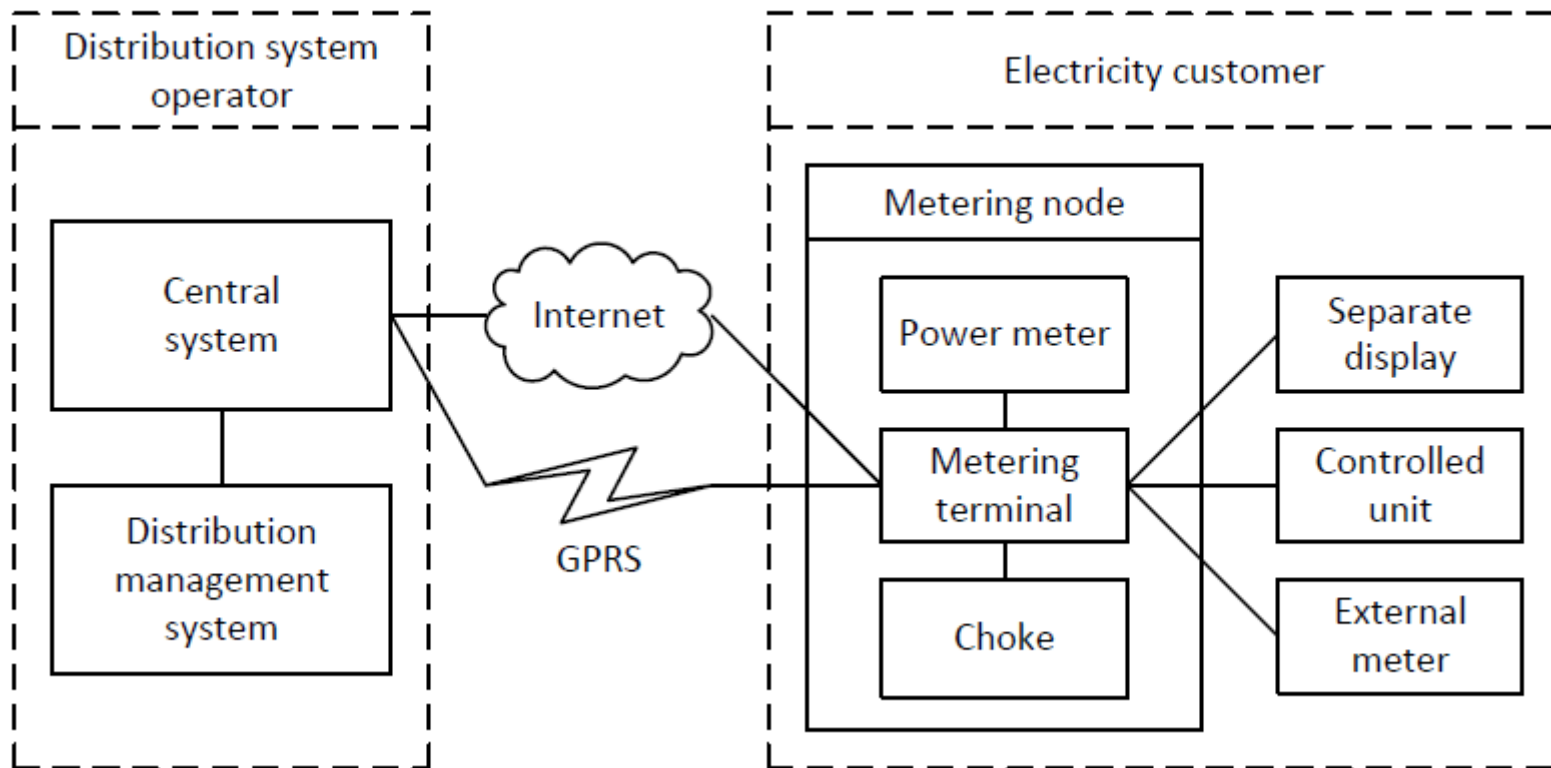 Distribution system
operator
Electricity customer
Metering node
Central
system
Internet
Power meter
Separate
display
Metering
terminal
Controlled
unit
Distribution
management
system
GPRS
Choke
External
meter